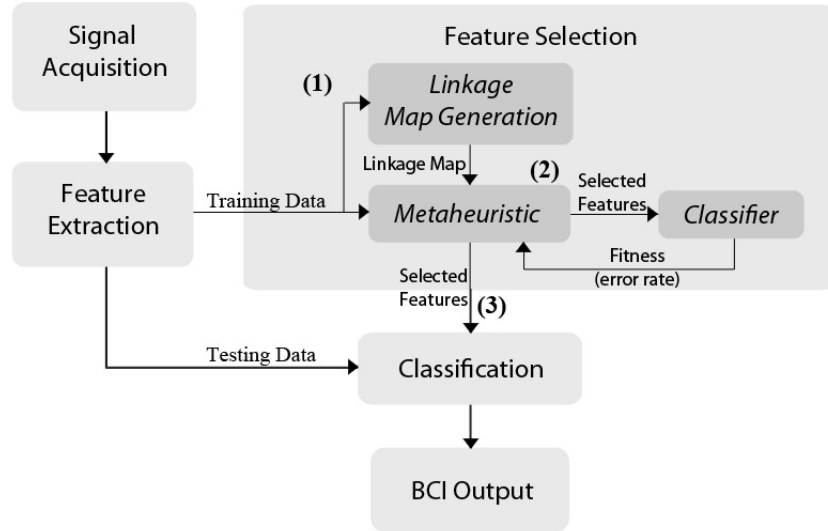 Signal
Acquisition
Feature Selection
(1)
Linkage
Map Generation
Linkage Map
(2)
Feature
Extraction
Training Data
Metaheuristic
Selected
Features
Classifier
Fitness
(error rate)
Selected
Features
(3)
Testing Data
Classification
BCI Output